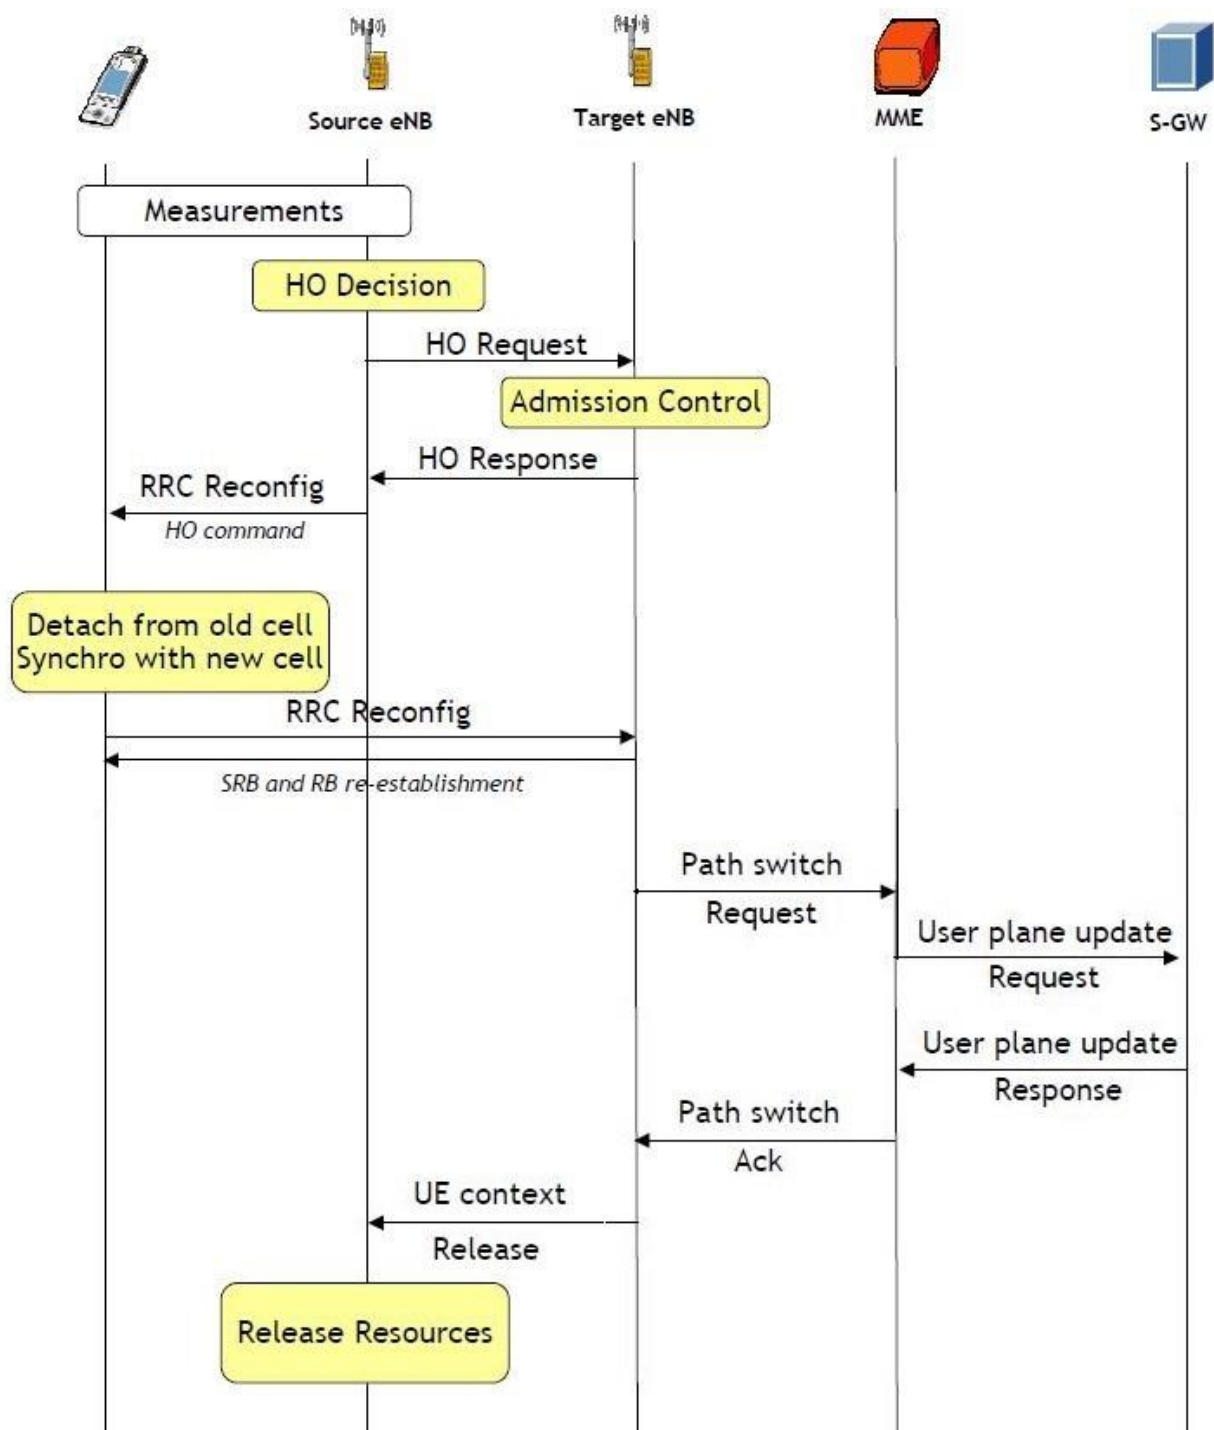 Source eNB
Target eNB
MME
S-GW
Measurements
HO Decision
HO Request
Admission Control
HO Response
RRC Reconfig
HO command
Detach from old cell
Synchro with new cell
RRC Reconfig
SRB and RB re-establishment
Path switch
Request
User plane update
Request
User plane update
Response
Path switch
Ack
UE context
Release
Release Resources